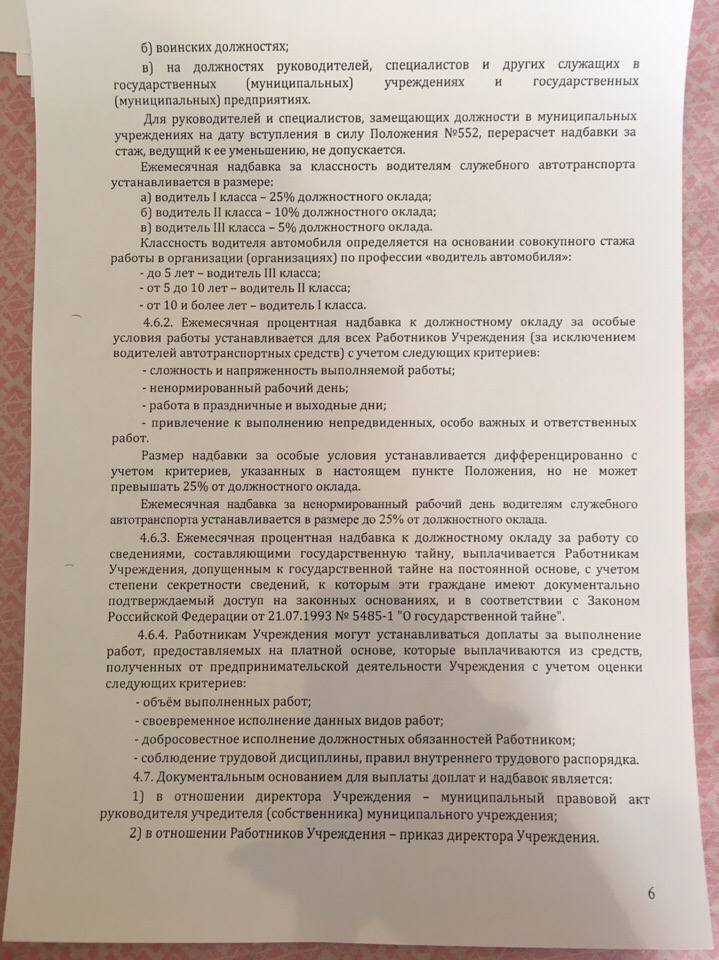 б) воинских должностях;
в) на должностях руководителей, специалистов и других служащих в
государственных (муниципальных) учреждениях и государственных
(муниципальных) предприятиях.
Для руководителей и специалистов, замещающих должности в муниципальных
учреждениях на дату вступления в силу Положения №552, перерасчет надбавки за
стаж, ведущий к ее уменьшению, не допускается.
Ежемесячная надбавка за классность водителям служебного автотранспорта
устанавливается в размере:
а) водитель I класса – 25% должностного оклада;
б) водитель II класса – 10% должностного оклада;
в) водитель III класса – 5% должностного оклада.
Классность водителя автомобиля определяется на основании совокупного стажа
работы в организации (организациях) по профессии «водитель автомобиля»:
- до 5 лет – водитель III класса;
- от 5 до 10 лет – водитель II класса;
- от 10 и более лет – водитель I класса.
4.6.2. Ежемесячная процентная надбавка к должностному окладу за особые
условия работы устанавливается для всех Работников Учреждения (за исключением
водителей автотранспортных средств) с учетом следующих критериев:
- сложность и напряженность выполняемой работы;
- ненормированный рабочий день;
- работа в праздничные и выходные дни;
- привлечение к выполнению непредвиденных, особо важных и ответственных
работ.
Размер надбавки за особые условия устанавливается дифференцированно с
учетом критериев, указанных в настоящем пункте Положения, но не может
превышать 25% от должностного оклада.
Ежемесячная надбавка за ненормированный рабочий день водителям служебного
автотранспорта устанавливается в размере до 25% от должностного оклада.
4.6.3. Ежемесячная процентная надбавка к должностному окладу за работу со
сведениями, составляющими государственную тайну, выплачивается Работникам
Учреждения, допущенным к государственной тайне на постоянной основе, с учетом
степени секретности сведений, к которым эти граждане имеют документально
подтверждаемый доступ на законных основаниях, и в соответствии с Законом
Российской Федерации от 21.07.1993 № 5485-1 "О государственной тайне".
4.6.4. Работникам Учреждения могут устанавливаться доплаты за выполнение
работ, предоставляемых на платной основе, которые выплачиваются из средств,
полученных от предпринимательской деятельности Учреждения с учетом оценки
следующих критериев:
- объём выполненных работ;
- своевременное исполнение данных видов работ;
- добросовестное исполнение должностных обязанностей Работником;
- соблюдение трудовой дисциплины, правил внутреннего трудового распорядка.
4.7. Документальным основанием для выплаты доплат и надбавок является:
1) в отношении директора Учреждения – муниципальный правовой акт
руководителя учредителя (собственника) муниципального учреждения;
2) в отношении Работников Учреждения – приказ директора Учреждения.
6